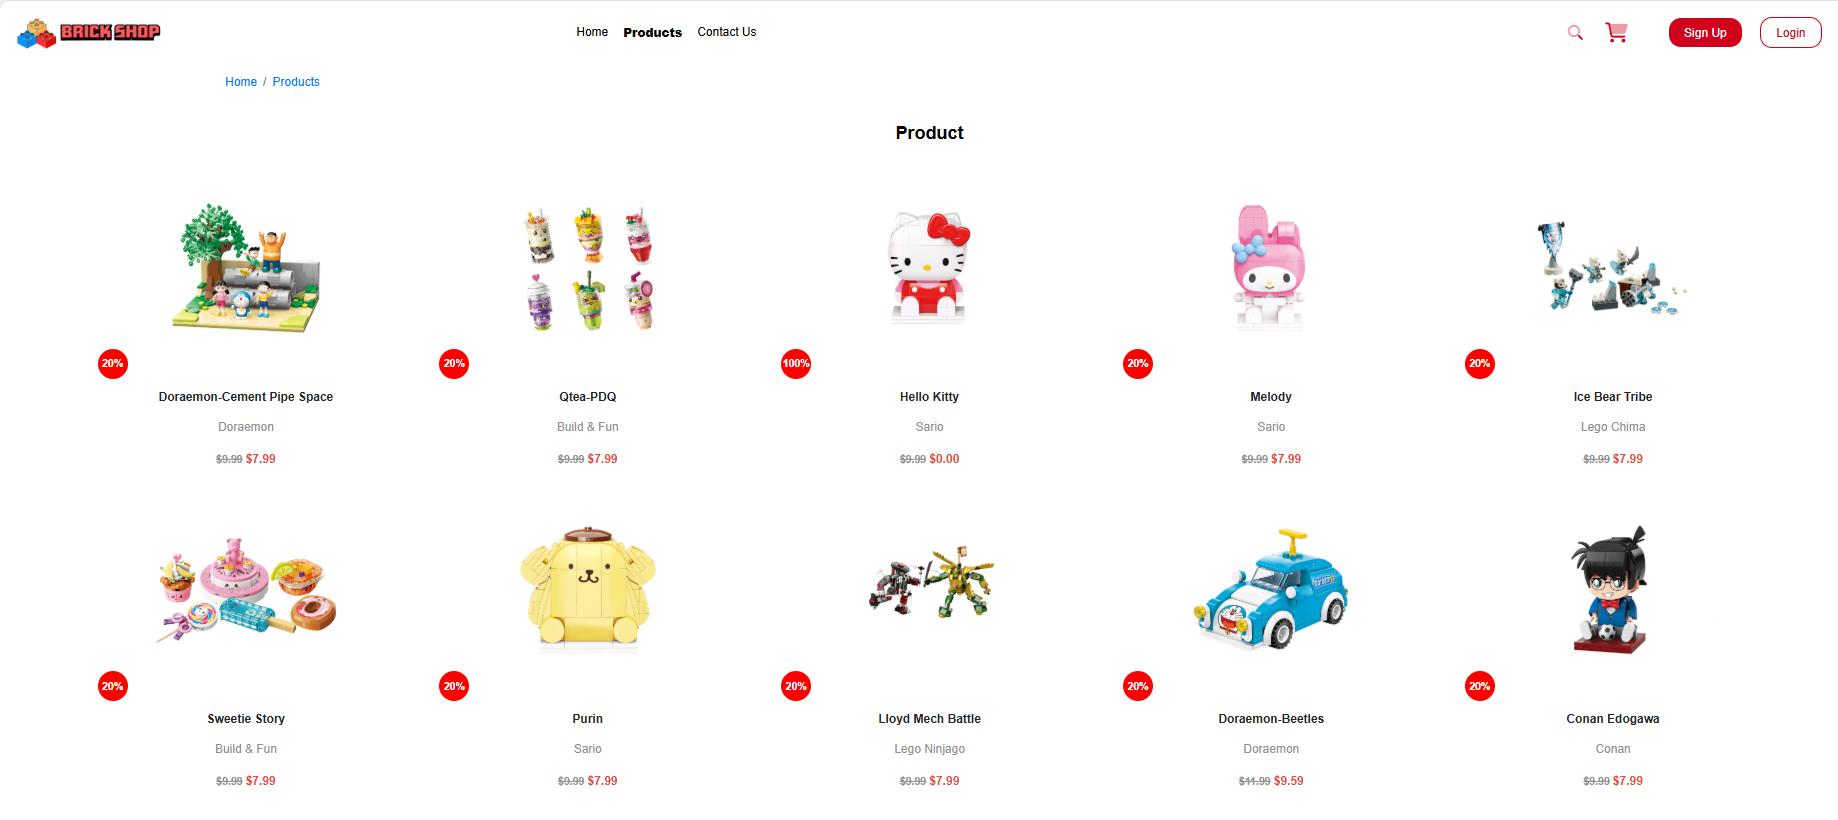 BRICK SHOP
Home Products Contact Us
Sign Up Login
Home / Products
Product
20% 20% 100% 20% 20%
Doraemon-Cement Pipe Space Qtea-PDQ Hello Kitty Melody Ice Bear Tribe
Doraemon Build & Fun Sario Sario Lego Chima
$9.99 $7.99 $9.99 $7.99 $9.99 $0.00 $9.99 $7.99 $9.99 $7.99
20% 20% 20% 20% 20%
Sweetie Story Purin Lloyd Mech Battle Doraemon-Beetles Conan Edogawa
Build & Fun Sario Lego Ninjago Doraemon Conan
$9.99 $7.99 $9.99 $7.99 $9.99 $7.99 $11.99 $9.59 $9.99 $7.99